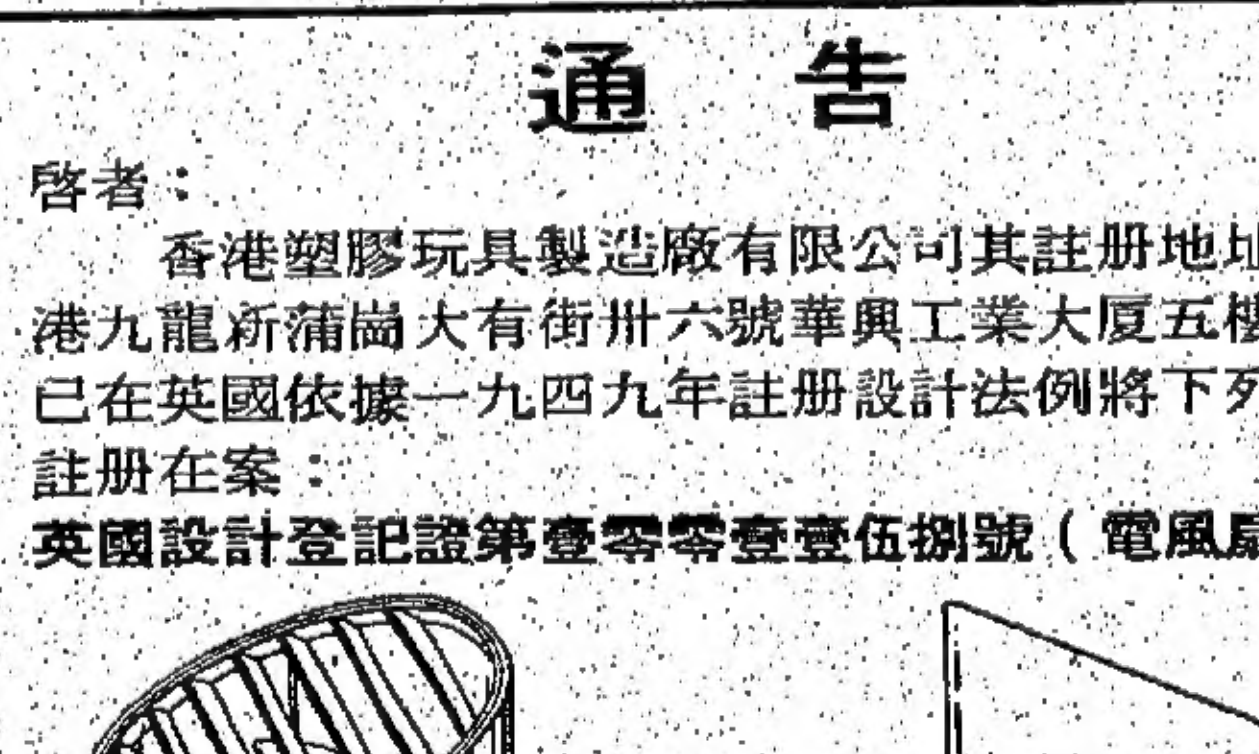 通告
啓者：
香港塑膠玩具製造廠有限公司其註册地址
港九龍新蒲崗大有街卅六號華興工業大厦五樓
已在英國依據一九四九年註册設計法例將下列
註册在案：
英國設計登記證第壹零零壹壹伍捌號（電風扇